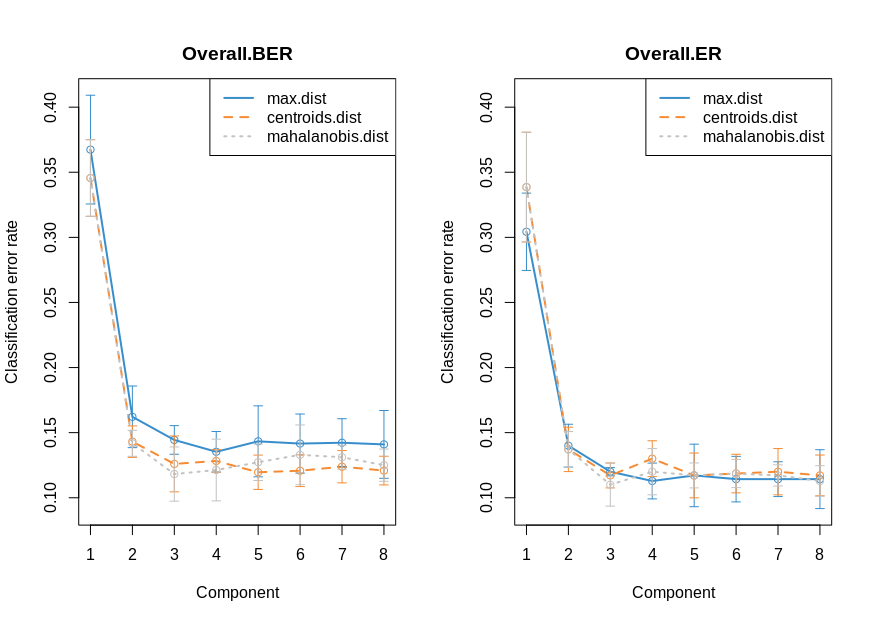 Overall.BER
Classification error rate
0.40
0.35
0.30
0.25
0.20
0.15
0.10
max.dist
centroids.dist
mahalanobis.dist
1 2 3 4 5 6 7 8
Component
Overall.ER
Classification error rate
0.40
0.35
0.30
0.25
0.20
0.15
0.10
max.dist
centroids.dist
mahalanobis.dist
1 2 3 4 5 6 7 8
Component